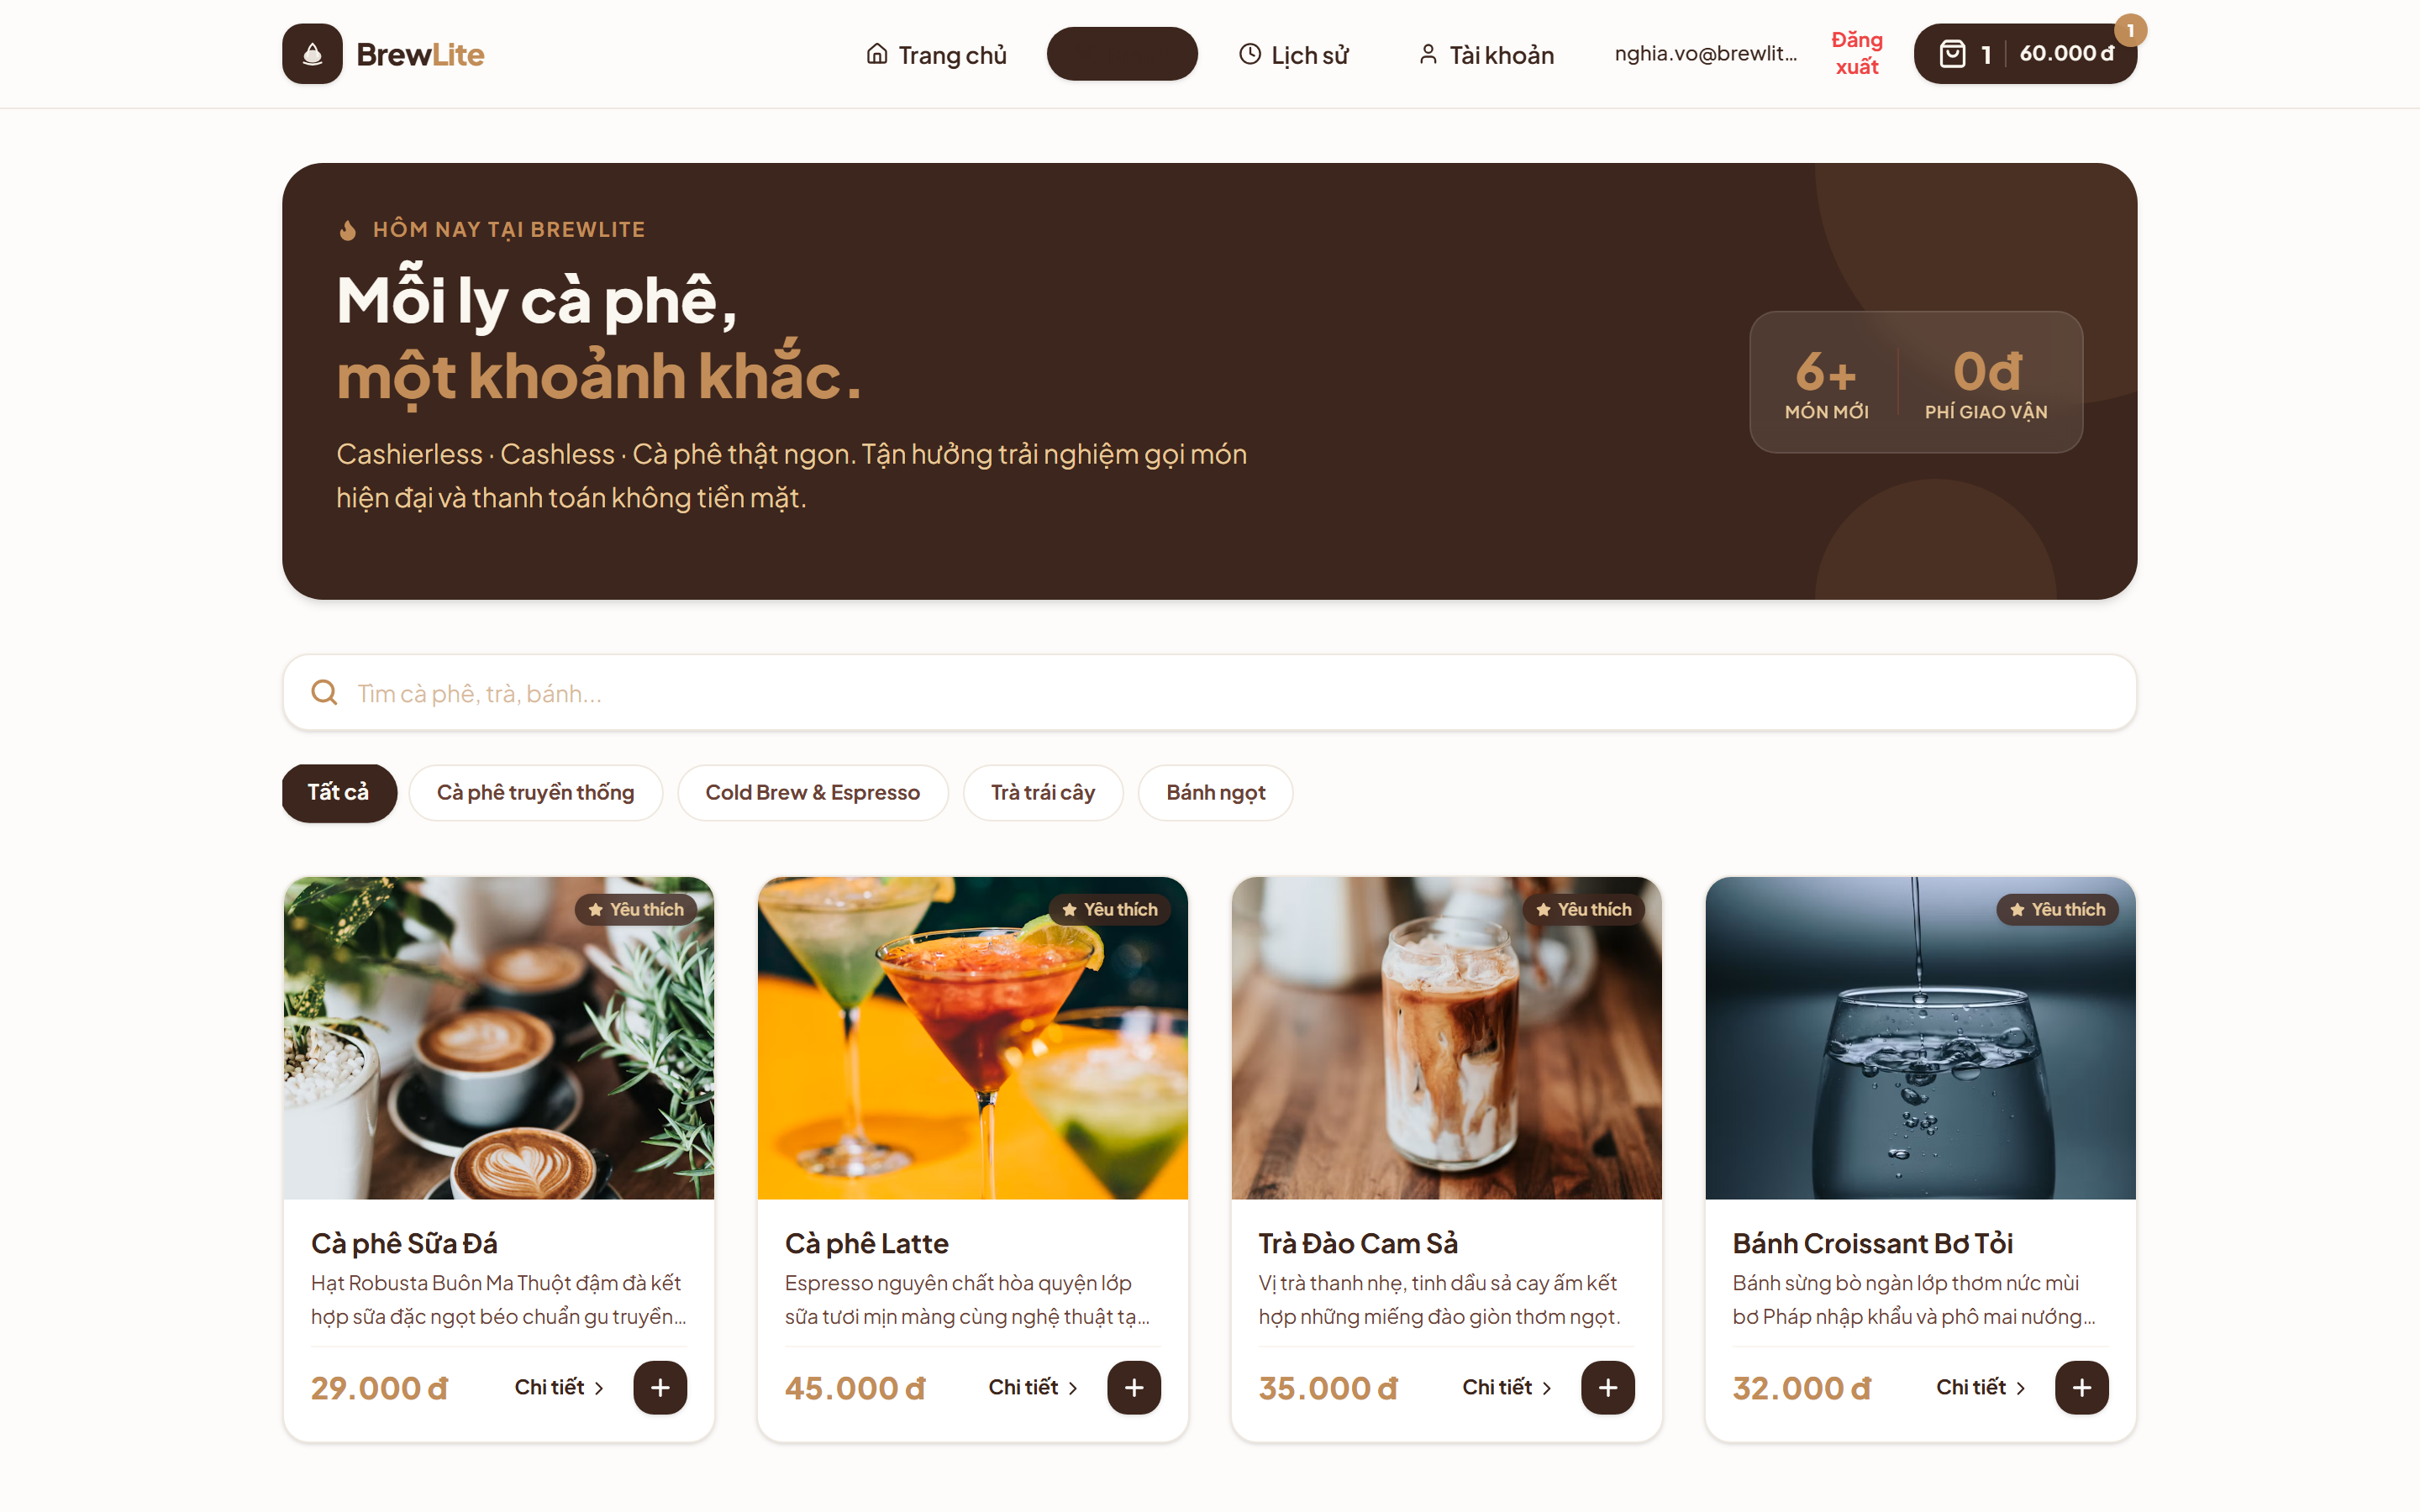 BrewLite
Trang chủ
Lịch sử
Tài khoản
nghia.vo@brewlit...
Đăng
xuất
1
60.000 đ
1
HÔM NAY TẠI BREWLITE
Mỗi ly cà phê,
một khoảnh khắc.
Cashierless · Cashless · Cà phê thật ngon. Tận hưởng trải nghiệm gọi món
hiện đại và thanh toán không tiền mặt.
6+
MÓN MỚI
0đ
PHÍ GIAO VẬN
Tìm cà phê, trà, bánh...
Tất cả
Cà phê truyền thống
Cold Brew & Espresso
Trà trái cây
Bánh ngọt
Yêu thích
Cà phê Sữa Đá
Hạt Robusta Buôn Ma Thuột đậm đà kết
hợp sữa đặc ngọt béo chuẩn gu truyền...
29.000 đ
Chi tiết
Yêu thích
Cà phê Latte
Espresso nguyên chất hòa quyện lớp
sữa tươi mịn màng cùng nghệ thuật tạ...
45.000 đ
Chi tiết
Yêu thích
Trà Đào Cam Sả
Vị trà thanh nhẹ, tinh dầu sả cay ấm kết
hợp những miếng đào giòn thơm ngọt.
35.000 đ
Chi tiết
Yêu thích
Bánh Croissant Bơ Tỏi
Bánh sừng bò ngàn lớp thơm nức mùi
bơ Pháp nhập khẩu và phô mai nướng...
32.000 đ
Chi tiết